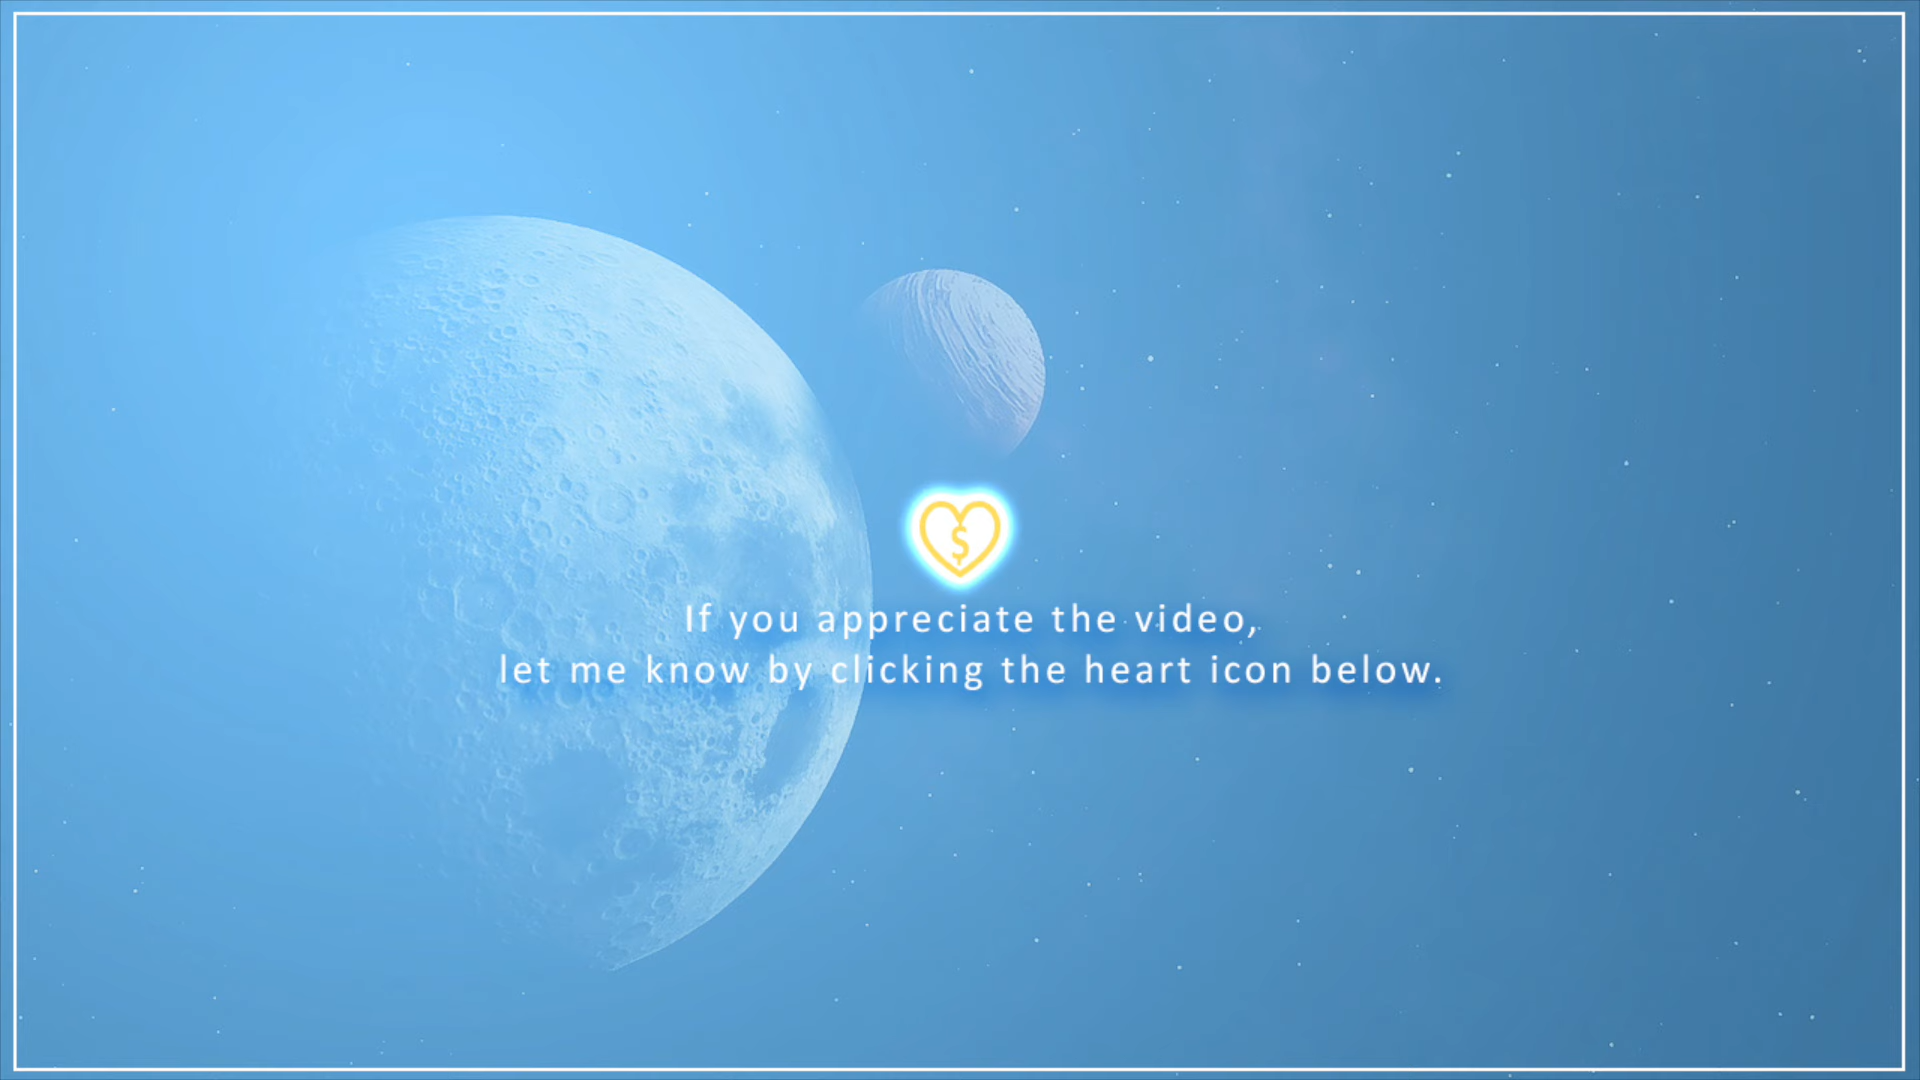 $
If you appreciate the video,
let me know by clicking the heart icon below.